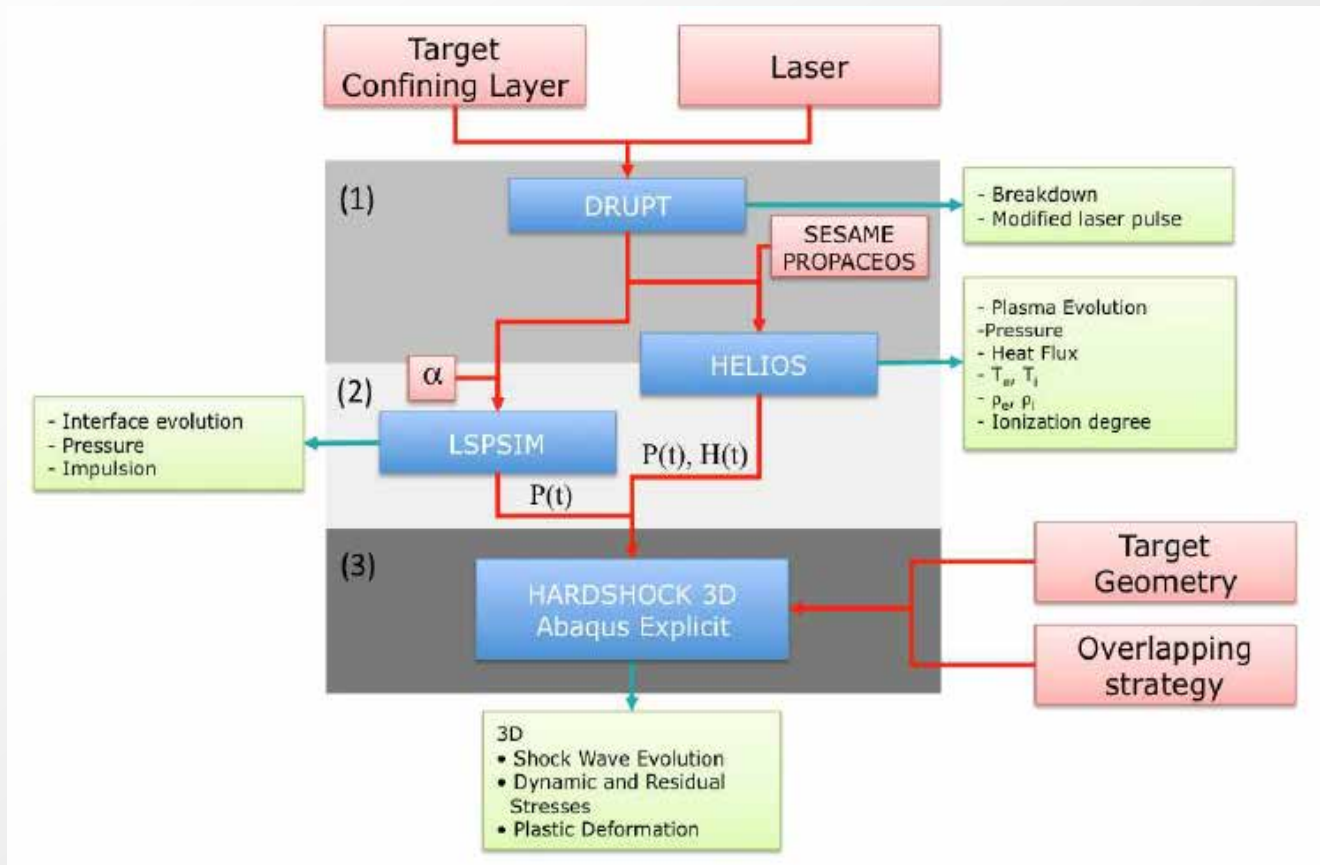 Target
Confining Layer
Laser
(1)
DRUPT
- Breakdown
- Modified laser pulse
SESAME
PROPACEOS
- Plasma Evolution
-Pressure
- Heat Flux
- Te, Ti
- ρe, ρi
- Ionization degree
HELIOS
α
(2)
- Interface evolution
- Pressure
- Impulsion
LSPSIM
P(t), H(t)
P(t)
(3)
HARDSHOCK 3D
Abaqus Explicit
Target
Geometry
Overlapping
strategy
3D
• Shock Wave Evolution
• Dynamic and Residual
Stresses
• Plastic Deformation